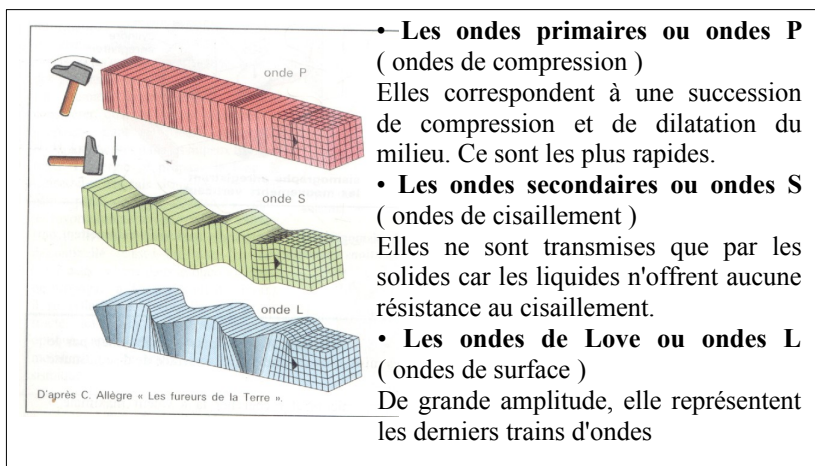 onde P
onde S
onde L
D'après C. Allègre « Les fureurs de la Terre ».
• Les ondes primaires ou ondes P
( ondes de compression )
Elles correspondent à une succession
de compression et de dilatation du
milieu. Ce sont les plus rapides.
• Les ondes secondaires ou ondes S
( ondes de cisaillement )
Elles ne sont transmises que par les
solides car les liquides n'offrent aucune
résistance au cisaillement.
• Les ondes de Love ou ondes L
( ondes de surface )
De grande amplitude, elle représentent
les derniers trains d'ondes